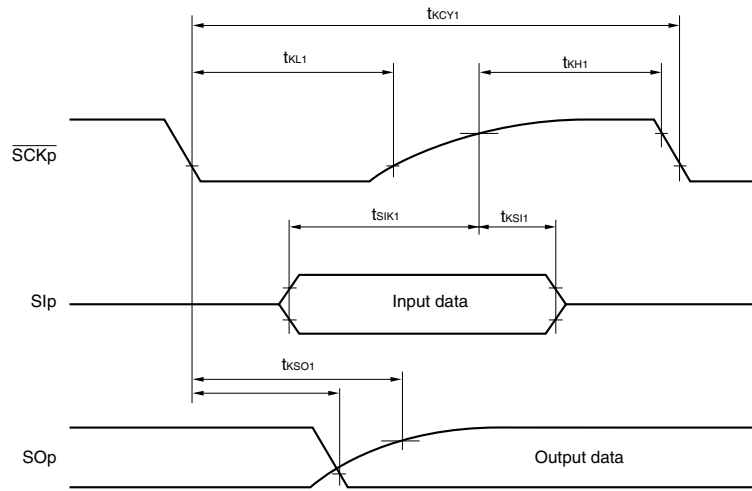 tKCY1
tKL1
tKH1
SCKp
tSIK1
tKSI1
SIp
Input data
tKSO1
SOp
Output data